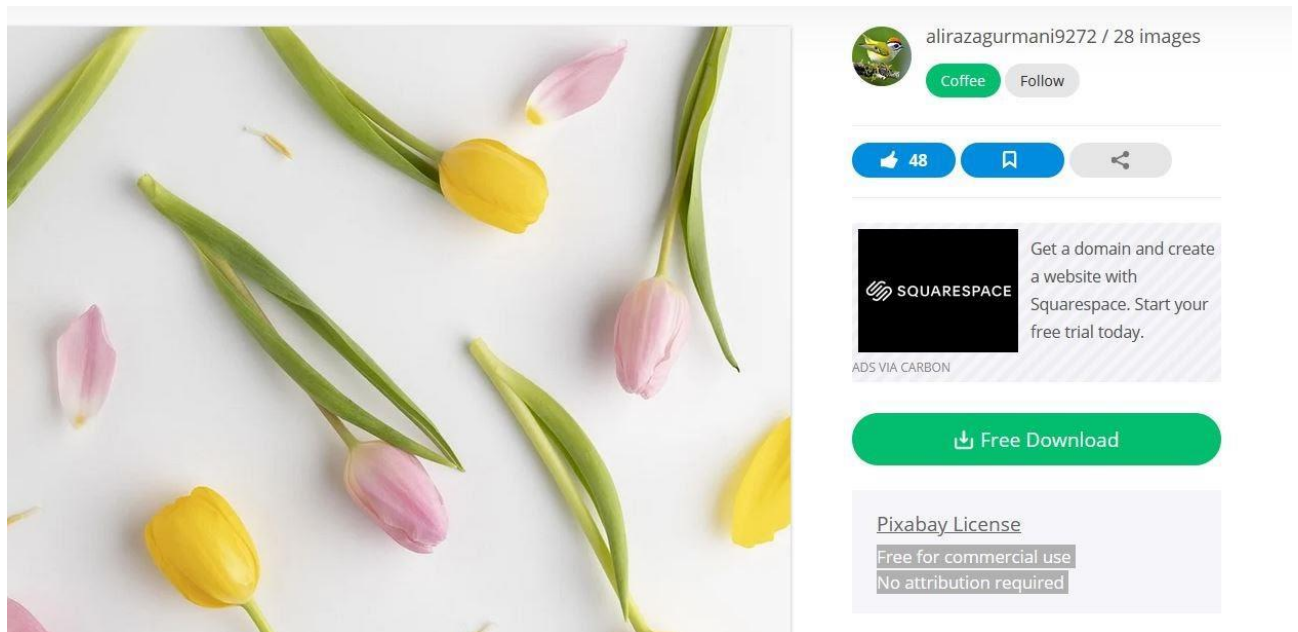 alirazagurmani9272 / 28 images
Coffee
Follow
48
SQUARESPACE
Get a domain and create
a website with
Squarespace. Start your
free trial today.
ADS VIA CARBON
Free Download
Pixabay License
Free for commercial use
No attribution required